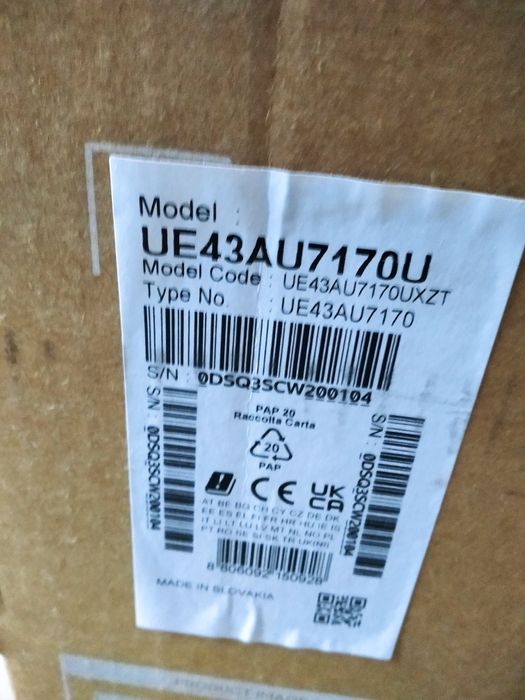 Model :
UE43AU7170U
Model Code : UE43AU7170UXZT
Type No. : UE43AU7170
S/N : 0DSQ3SCW200104
S/N : 0DSQ3SCW200104
S/N : 0DSQ3SCW200104
PAP 20
Raccolta Carta
20
PAP
CE UK CA
AT BE BG CH CY CZ DE DK
EE ES EL FI FR HR HU IE IS
IT LI LT LU LV MT NL NO PL
PT RO SE SI SK TR UK(NI)
8 806092 150928
MADE IN SLOVAKIA
PRODUCT IMAGE